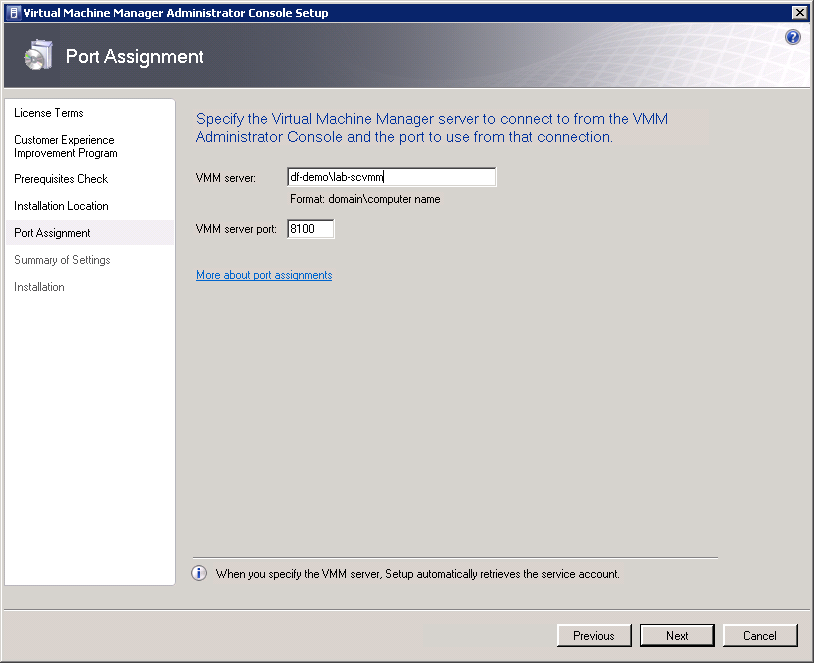 Virtual Machine Manager Administrator Console Setup
Port Assignment
License Terms
Customer Experience
Improvement Program
Prerequisites Check
Installation Location
Port Assignment
Summary of Settings
Installation
Specify the Virtual Machine Manager server to connect to from the VMM
Administrator Console and the port to use from that connection.
VMM server: df-demo\lab-scvmm
Format: domain\computer name
VMM server port: 8100
More about port assignments
When you specify the VMM server, Setup automatically retrieves the service account.
Previous Next Cancel